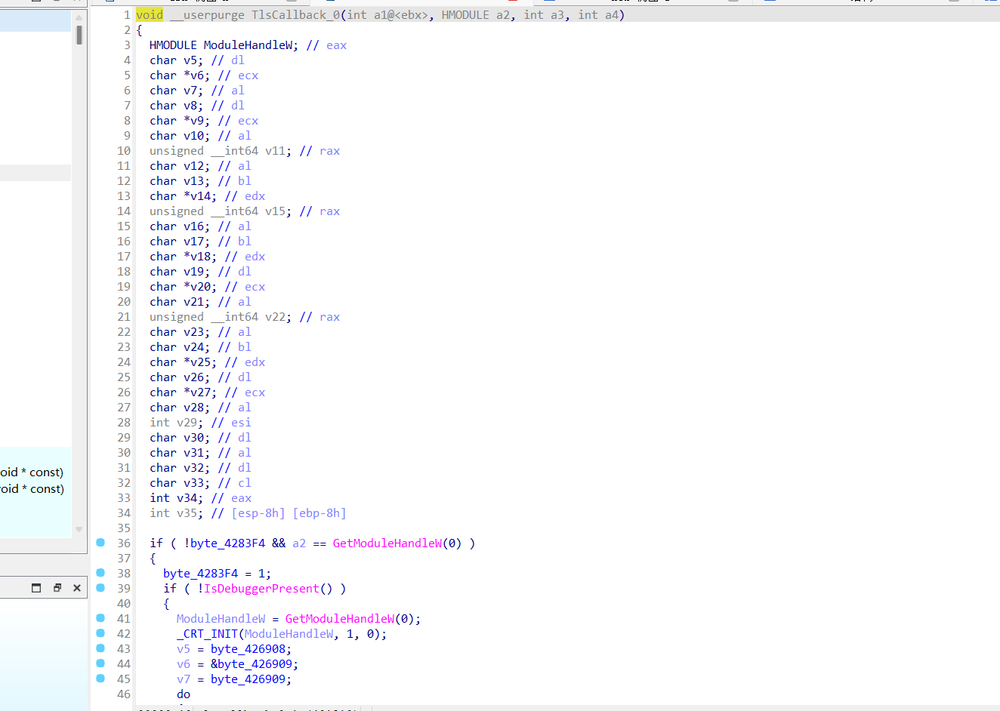 1 void __userpurge TlsCallback_0(int a1@<ebx>, HMODULE a2, int a3, int a4)
2 {
3 HMODULE ModuleHandleW; // eax
4 char v5; // dl
5 char *v6; // ecx
6 char v7; // al
7 char v8; // dl
8 char *v9; // ecx
9 char v10; // al
10 unsigned __int64 v11; // rax
11 char v12; // al
12 char v13; // bl
13 char *v14; // edx
14 unsigned __int64 v15; // rax
15 char v16; // al
16 char v17; // bl
17 char *v18; // edx
18 char v19; // dl
19 char *v20; // ecx
20 char v21; // al
21 unsigned __int64 v22; // rax
22 char v23; // al
23 char v24; // bl
24 char *v25; // edx
25 char v26; // dl
26 char *v27; // ecx
27 char v28; // al
28 int v29; // esi
29 char v30; // dl
30 char v31; // al
31 char v32; // dl
32 char v33; // cl
33 int v34; // eax
34 int v35; // [esp-8h] [ebp-8h]
35
36 if ( !byte_4283F4 && a2 == GetModuleHandleW(0) )
37 {
38 byte_4283F4 = 1;
39 if ( !IsDebuggerPresent() )
40 {
41 ModuleHandleW = GetModuleHandleW(0);
42 _CRT_INIT(ModuleHandleW, 1, 0);
43 v5 = byte_426908;
44 v6 = &byte_426909;
45 v7 = byte_426909;
46 do
oid * const)
oid * const)